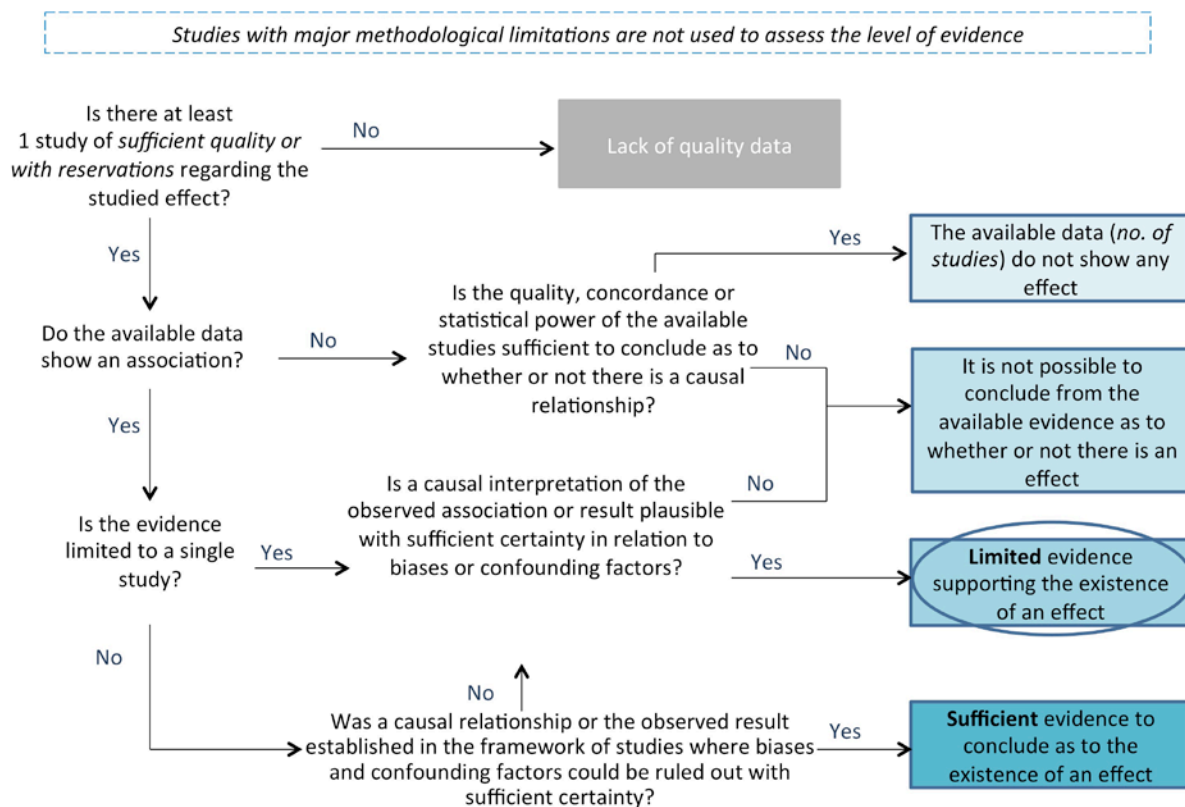 Studies with major methodological limitations are not used to assess the level of evidence
Is there at least
1 study of sufficient quality or
with reservations regarding the
studied effect?
No
Lack of quality data
Yes
Yes
The available data (no. of
studies) do not show any
effect
Do the available data
show an association?
No
Is the quality, concordance or
statistical power of the available
studies sufficient to conclude as to
whether or not there is a causal
relationship?
No
It is not possible to
conclude from the
available evidence as to
whether or not there is an
effect
Yes
Is the evidence
limited to a single
study?
Yes
Is a causal interpretation of the
observed association or result plausible
with sufficient certainty in relation to
biases or confounding factors?
No
Yes
Limited evidence
supporting the existence
of an effect
No
No
Was a causal relationship or the observed result
established in the framework of studies where biases
and confounding factors could be ruled out with
sufficient certainty?
Yes
Sufficient evidence to
conclude as to the
existence of an effect